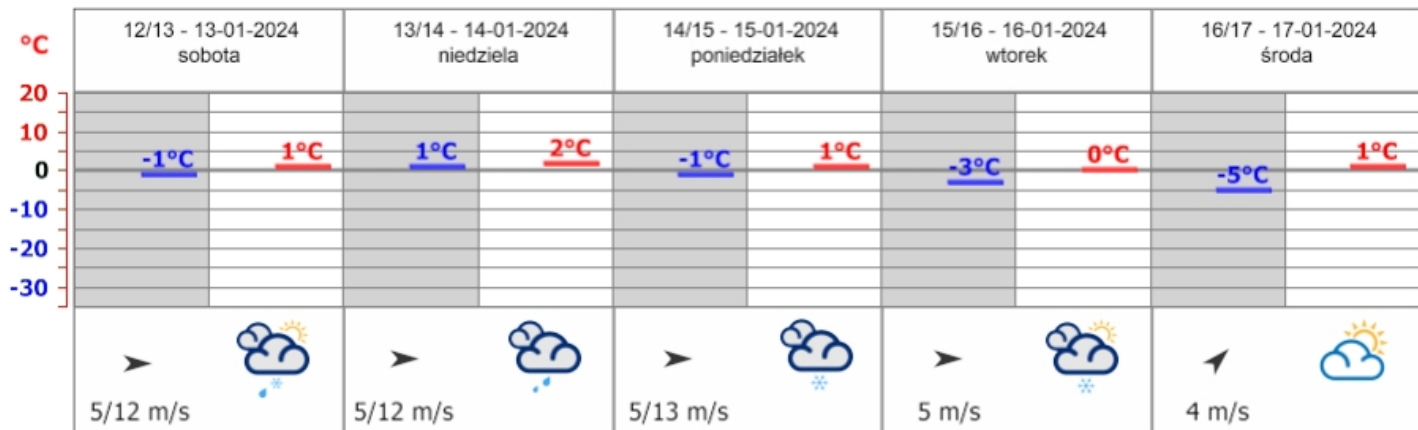 °C
12/13 - 13-01-2024
sobota
13/14 - 14-01-2024
niedziela
14/15 - 15-01-2024
poniedziałek
15/16 - 16-01-2024
wtorek
16/17 - 17-01-2024
środa
20
10
0
-10
-20
-30
-1°C
1°C
1°C
2°C
-1°C
1°C
-3°C
0°C
-5°C
1°C
5/12 m/s
5/12 m/s
5/13 m/s
5 m/s
4 m/s